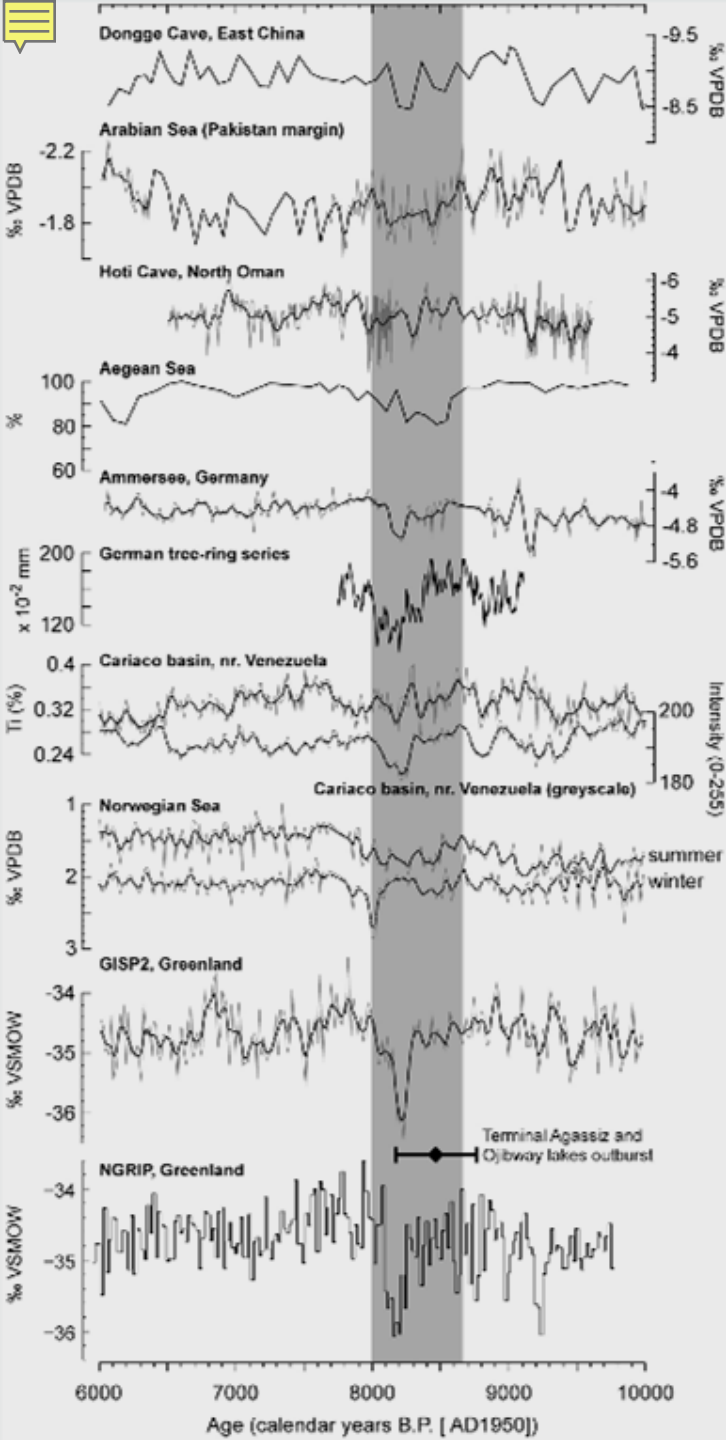 Dongge Cave, East China
-9.5
‰ VPDB
-8.5
Arabian Sea (Pakistan margin)
-2.2
-1.8
‰ VPDB
Hoti Cave, North Oman
-6
-5
-4
‰ VPDB
Aegean Sea
100
80
60
%
Ammersee, Germany
-4
-4.8
-5.6
‰ VPDB
German tree-ring series
200
120
x 10-2 mm
Cariaco basin, nr. Venezuela
0.4
0.32
0.24
Ti (%)
200
180
Intensity (0-255)
Cariaco basin, nr. Venezuela (greyscale)
Norwegian Sea
1
2
3
‰ VPDB
summer
winter
GISP2, Greenland
-34
-35
-36
‰ VSMOW
Terminal Agassiz and
Ojibway lakes outburst
NGRIP, Greenland
-34
-35
-36
‰ VSMOW
6000 7000 8000 9000 10000
Age (calendar years B.P. [ AD1950])